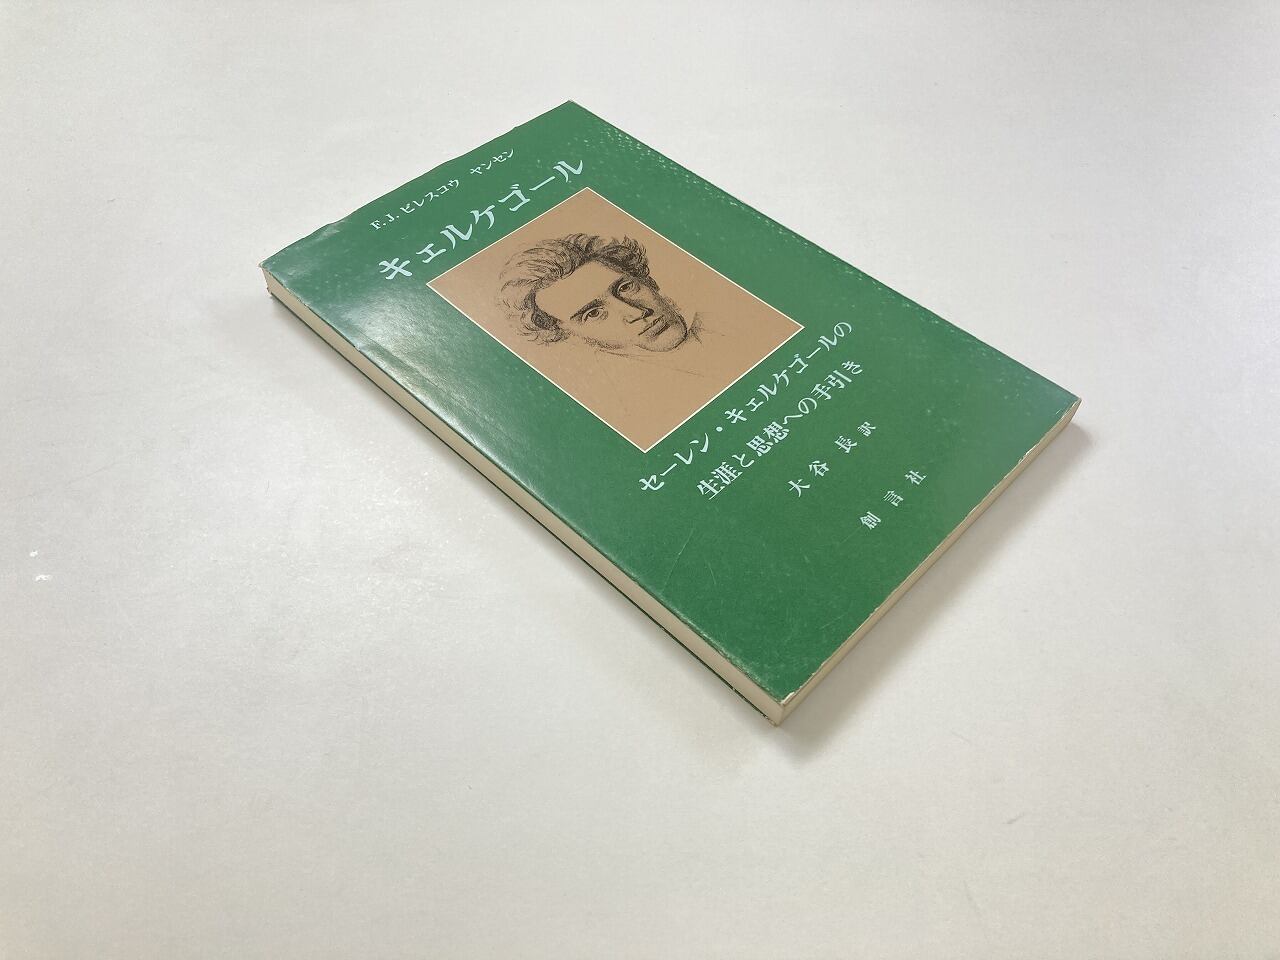 F.J.ビレスコウ ヤンセン
キェルケゴール
セーレン・キェルケゴールの
生涯と思想への手引き
大谷 長 訳
創言社